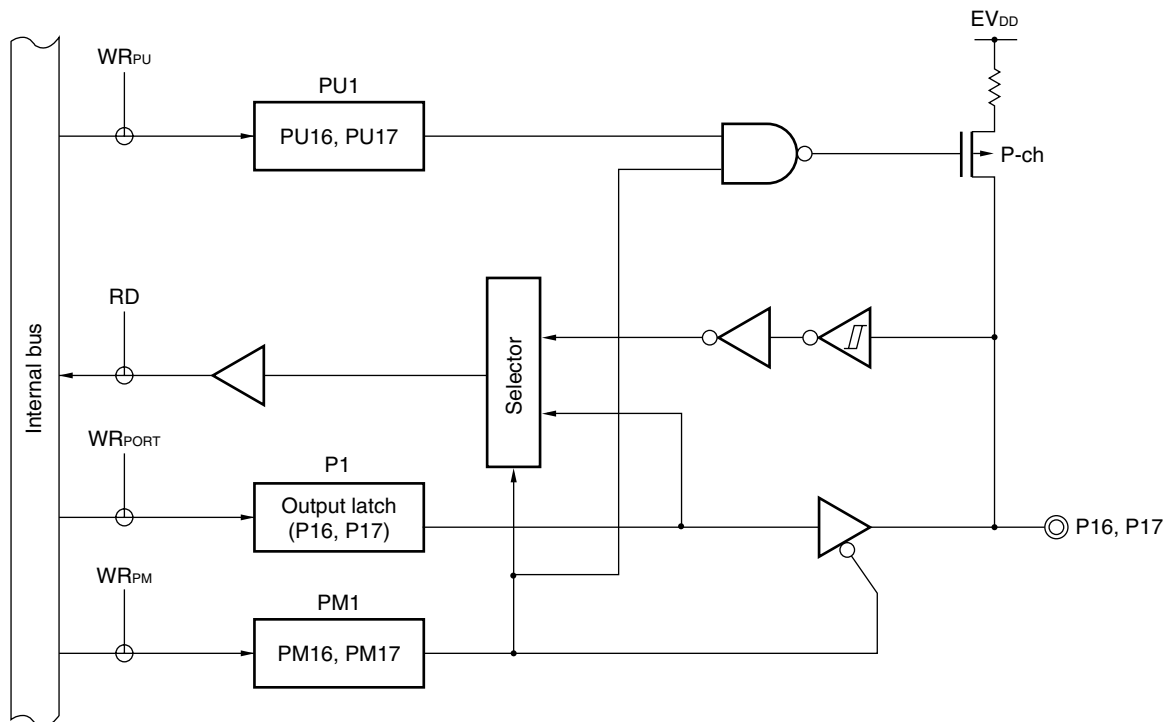 EVDD
WRPU
PU1
PU16, PU17
P-ch
RD
Selector
Internal bus
WRPORT
P1
Output latch
(P16, P17)
P16, P17
WRPM
PM1
PM16, PM17